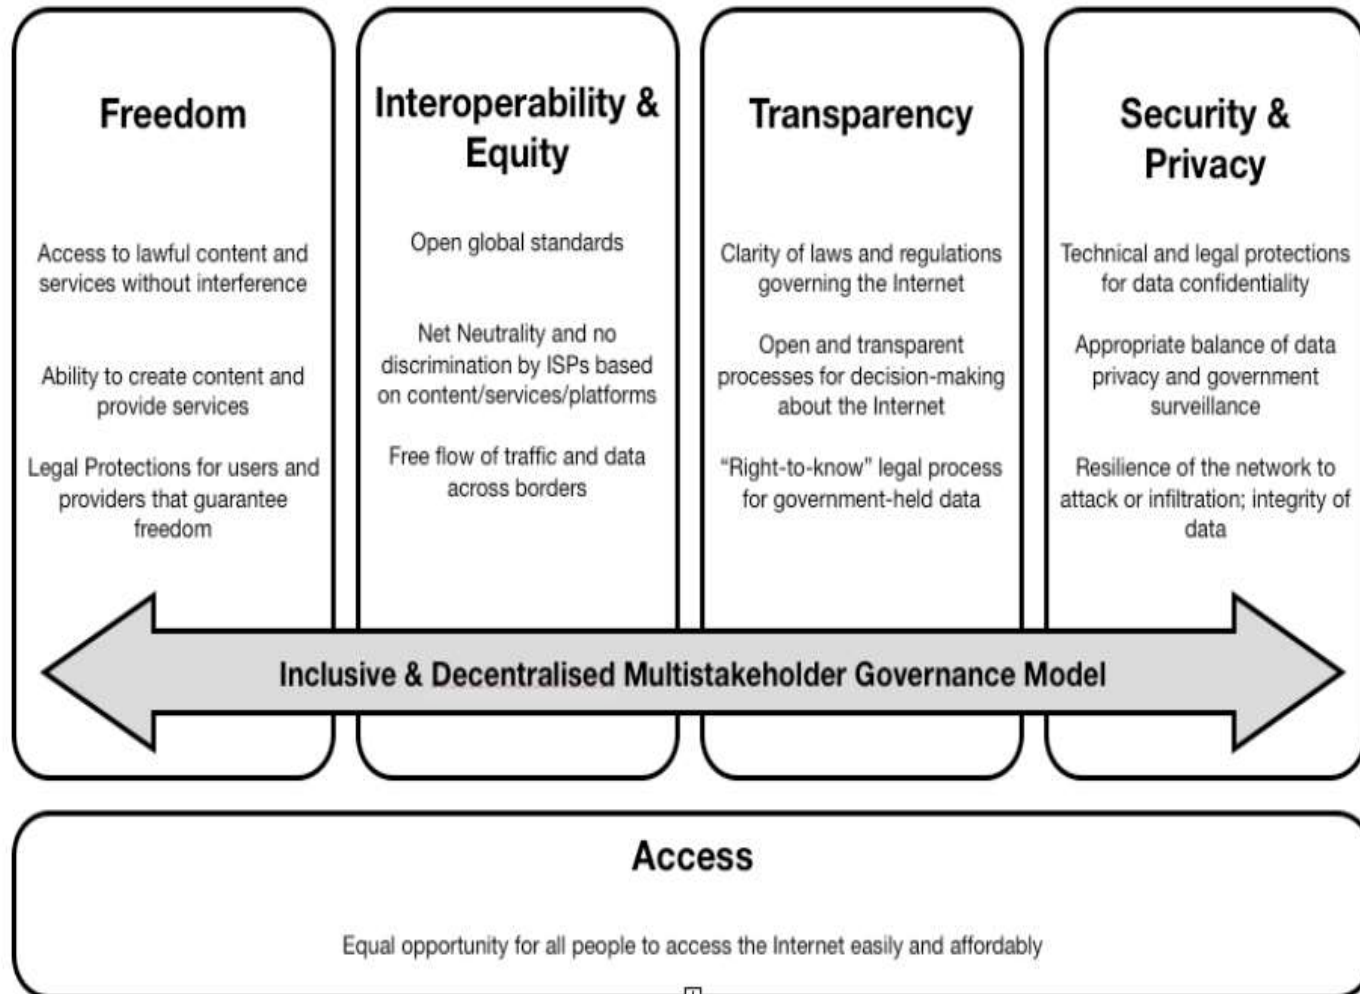 Freedom
Access to lawful content and
services without interference
Ability to create content and
provide services
Legal Protections for users and
providers that guarantee
freedom
Interoperability &
Equity
Open global standards
Net Neutrality and no
discrimination by ISPs based
on content/services/platforms
Free flow of traffic and data
across borders
Transparency
Clarity of laws and regulations
governing the Internet
Open and transparent
processes for decision-making
about the Internet
“Right-to-know” legal process
for government-held data
Security &
Privacy
Technical and legal protections
for data confidentiality
Appropriate balance of data
privacy and government
surveillance
Resilience of the network to
attack or infiltration; integrity of
data
Inclusive & Decentralised Multistakeholder Governance Model
Access
Equal opportunity for all people to access the Internet easily and affordably